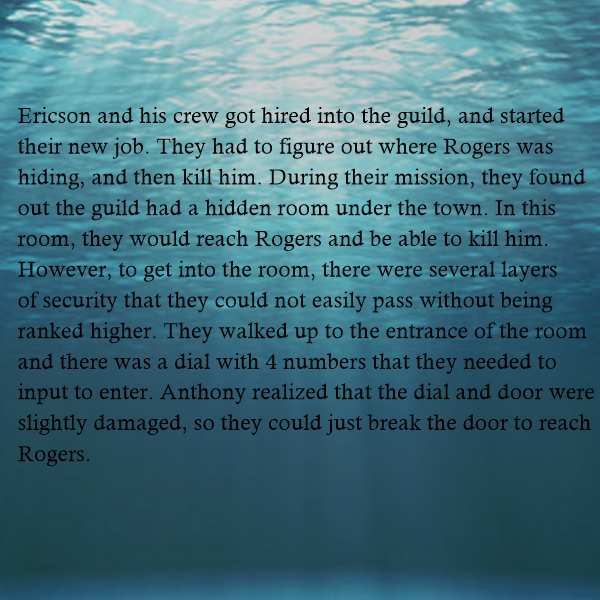 Ericson and his crew got hired into the guild, and started
their new job. They had to figure out where Rogers was
hiding, and then kill him. During their mission, they found
out the guild had a hidden room under the town. In this
room, they would reach Rogers and be able to kill him.
However, to get into the room, there were several layers
of security that they could not easily pass without being
ranked higher. They walked up to the entrance of the room
and there was a dial with 4 numbers that they needed to
input to enter. Anthony realized that the dial and door were
slightly damaged, so they could just break the door to reach
Rogers.